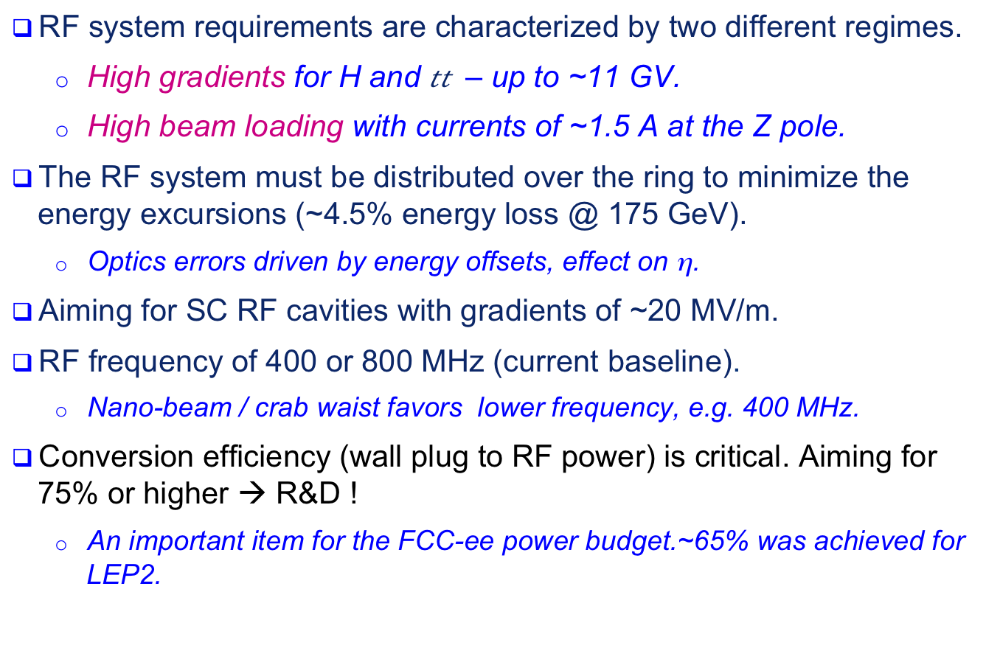 ❑ RF system requirements are characterized by two different regimes.
○ High gradients for H and tt – up to ~11 GV.
○ High beam loading with currents of ~1.5 A at the Z pole.
❑ The RF system must be distributed over the ring to minimize the
energy excursions (~4.5% energy loss @ 175 GeV).
○ Optics errors driven by energy offsets, effect on η.
❑ Aiming for SC RF cavities with gradients of ~20 MV/m.
❑ RF frequency of 400 or 800 MHz (current baseline).
○ Nano-beam / crab waist favors  lower frequency, e.g. 400 MHz.
❑ Conversion efficiency (wall plug to RF power) is critical. Aiming for
75% or higher → R&D !
○ An important item for the FCC-ee power budget.~65% was achieved for
LEP2.